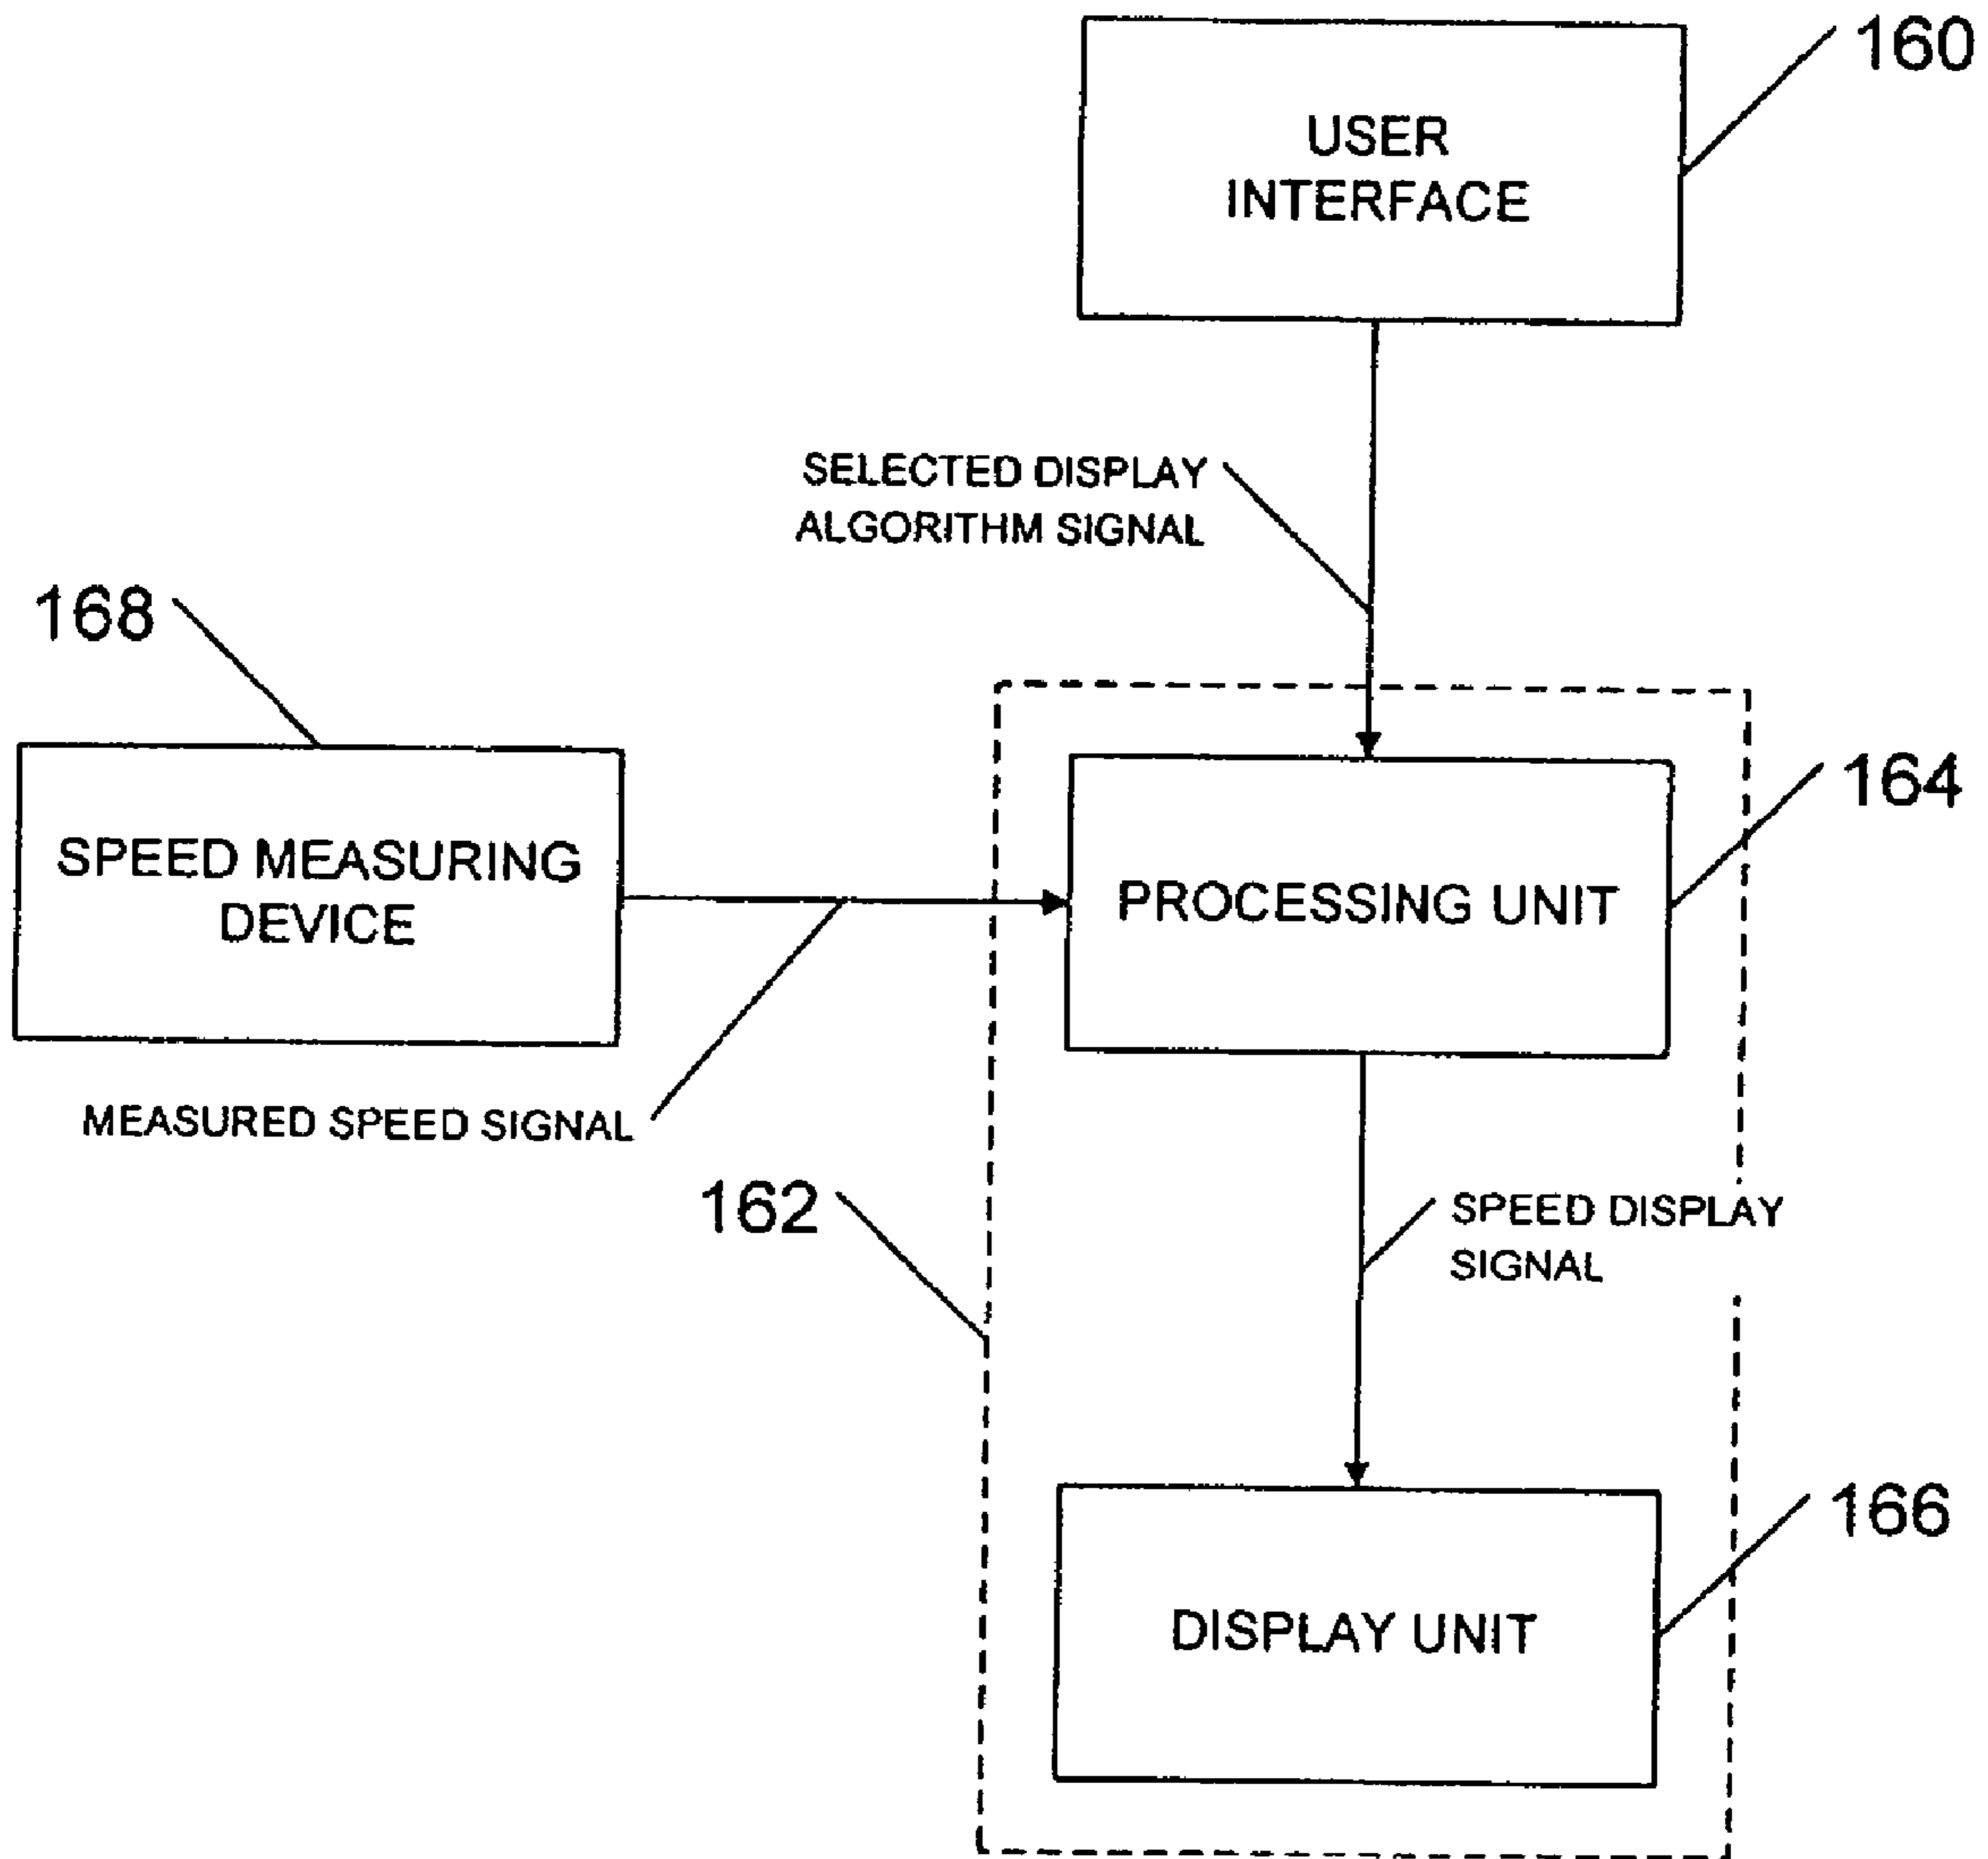 160
USER
INTERFACE
SELECTED DISPLAY
ALGORITHM SIGNAL
168
164
SPEED MEASURING
DEVICE
PROCESSING UNIT
MEASURED SPEED SIGNAL
162
SPEED DISPLAY
SIGNAL
166
DISPLAY UNIT